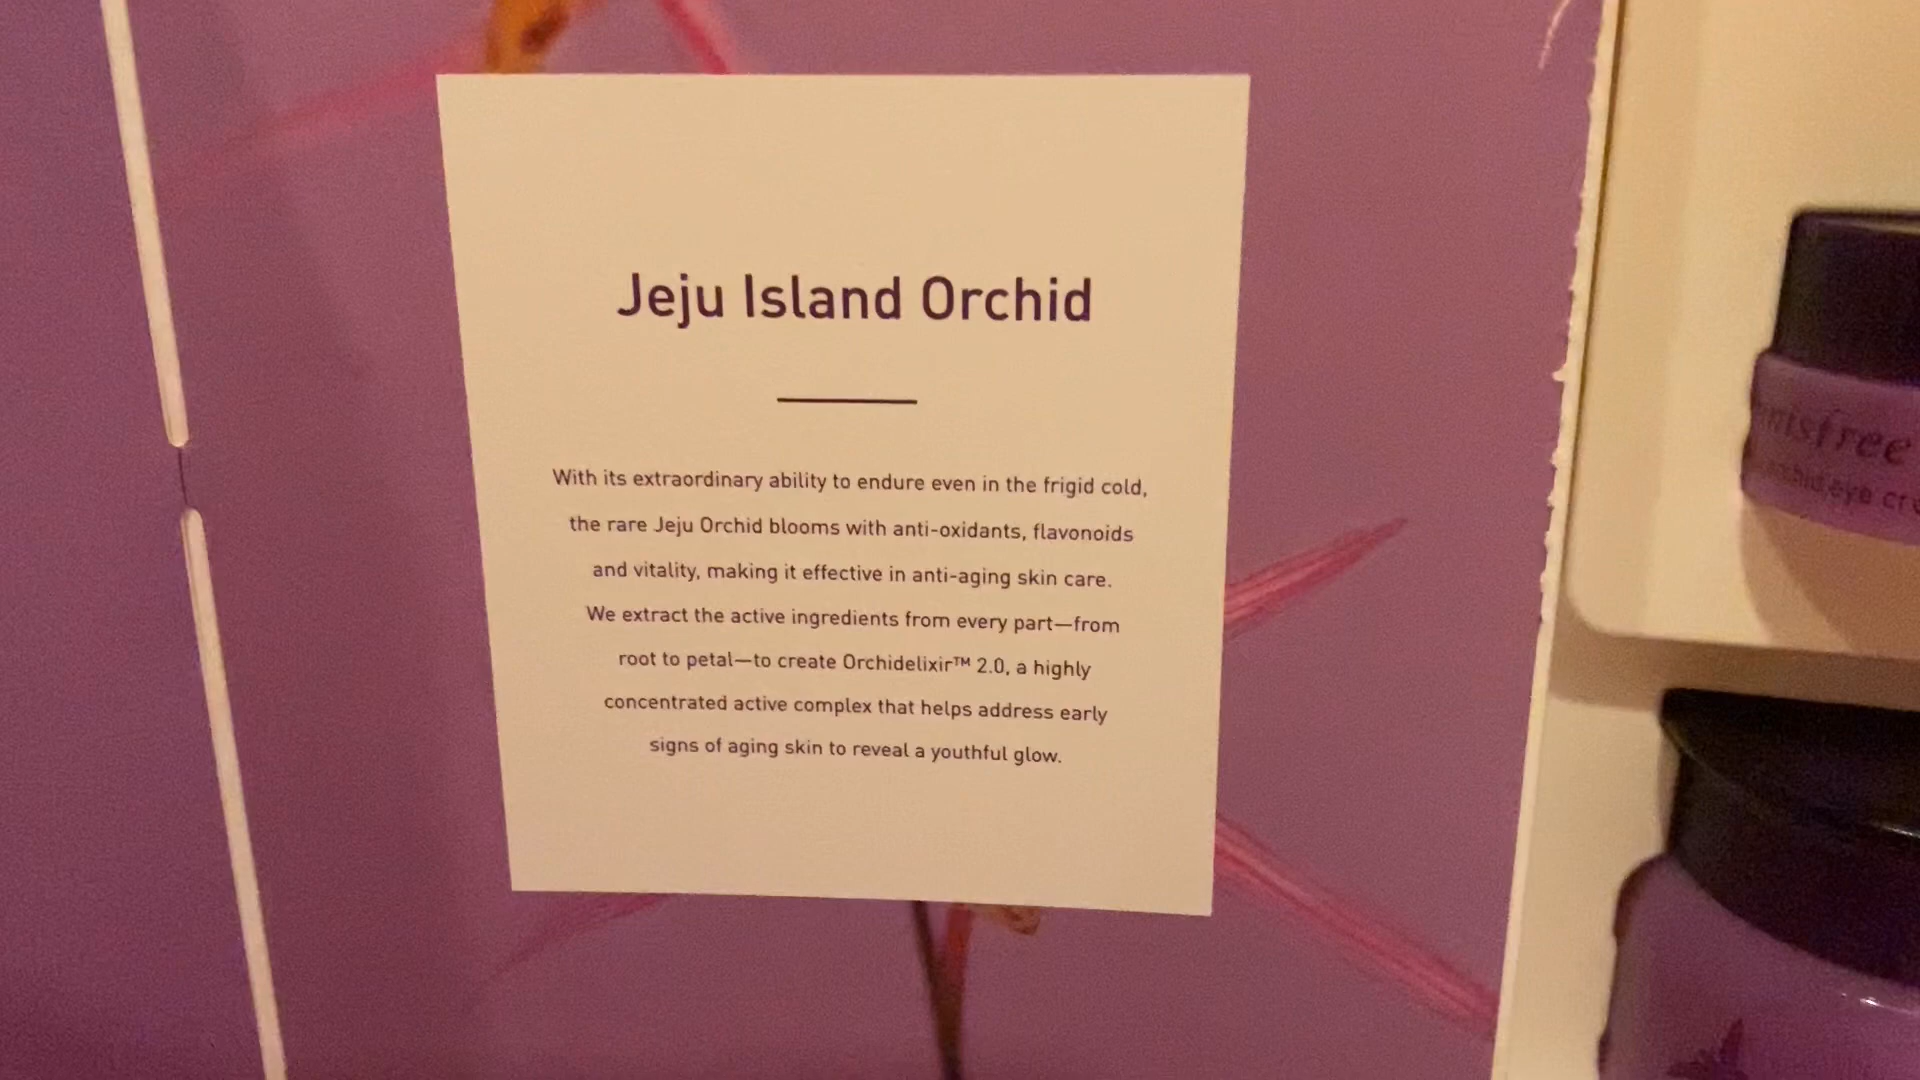 Jeju Island Orchid
With its extraordinary ability to endure even in the frigid cold,
the rare Jeju Orchid blooms with anti-oxidants, flavonoids
and vitality, making it effective in anti-aging skin care.
We extract the active ingredients from every part—from
root to petal—to create Orchidelixir™ 2.0, a highly
concentrated active complex that helps address early
signs of aging skin to reveal a youthful glow.
innisfree
orchid eye